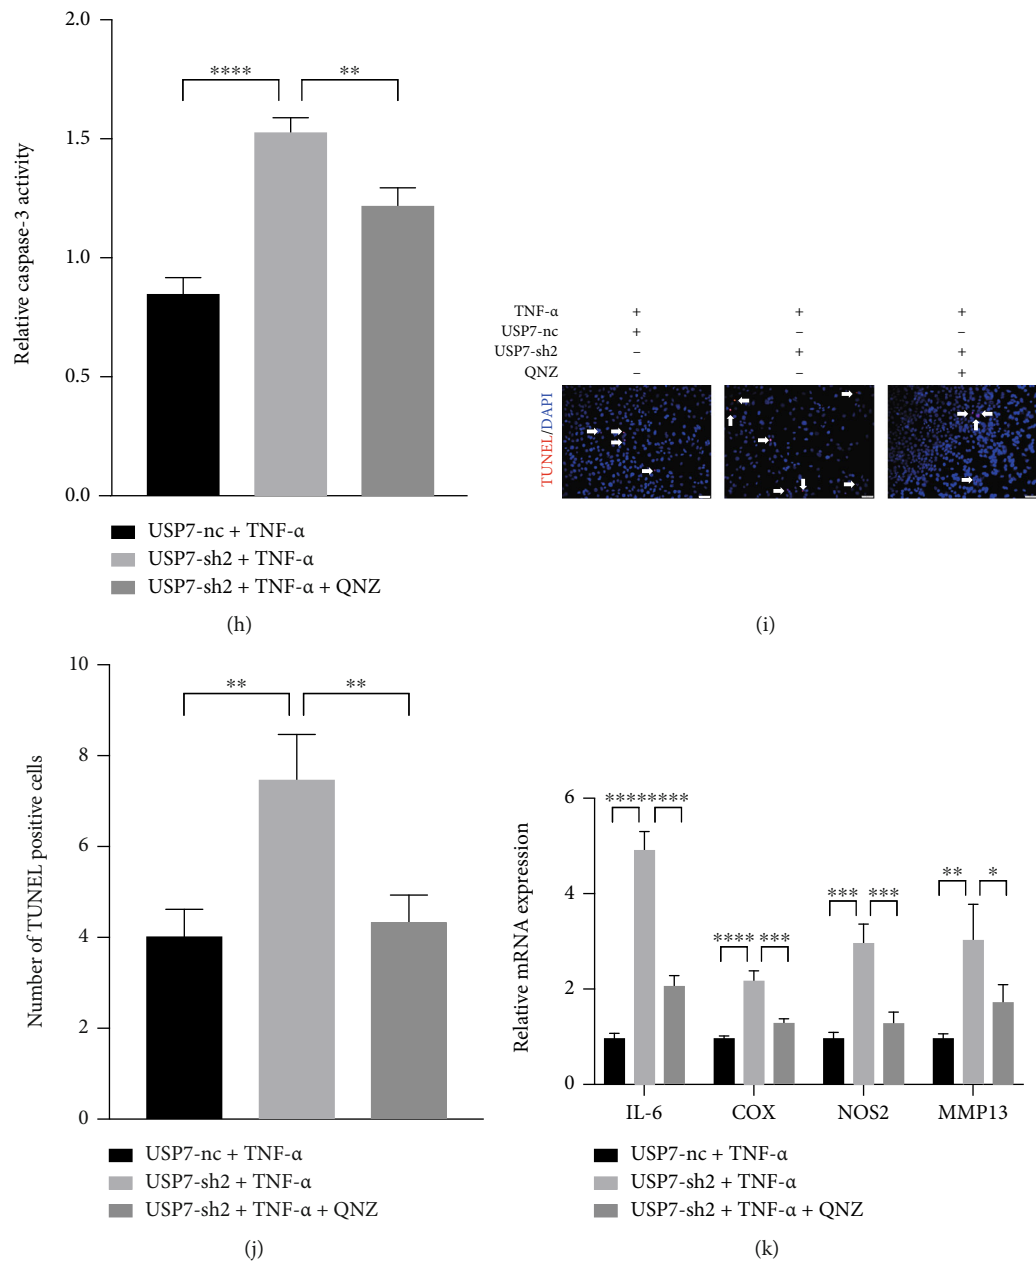 2.0
1.5
1.0
0.5
0.0
Relative caspase-3 activity
****
**
USP7-nc + TNF-α
USP7-sh2 + TNF-α
USP7-sh2 + TNF-α + QNZ
(h)
TNF-α + + +
USP7-nc + – –
USP7-sh2 – + +
QNZ – – +
TUNEL/DAPI
(i)
10
8
6
4
2
0
Number of TUNEL positive cells
**
**
USP7-nc + TNF-α
USP7-sh2 + TNF-α
USP7-sh2 + TNF-α + QNZ
(j)
6
4
2
0
Relative mRNA expression
**** ****
**** ***
*** ***
** *
IL-6 COX NOS2 MMP13
USP7-nc + TNF-α
USP7-sh2 + TNF-α
USP7-sh2 + TNF-α + QNZ
(k)